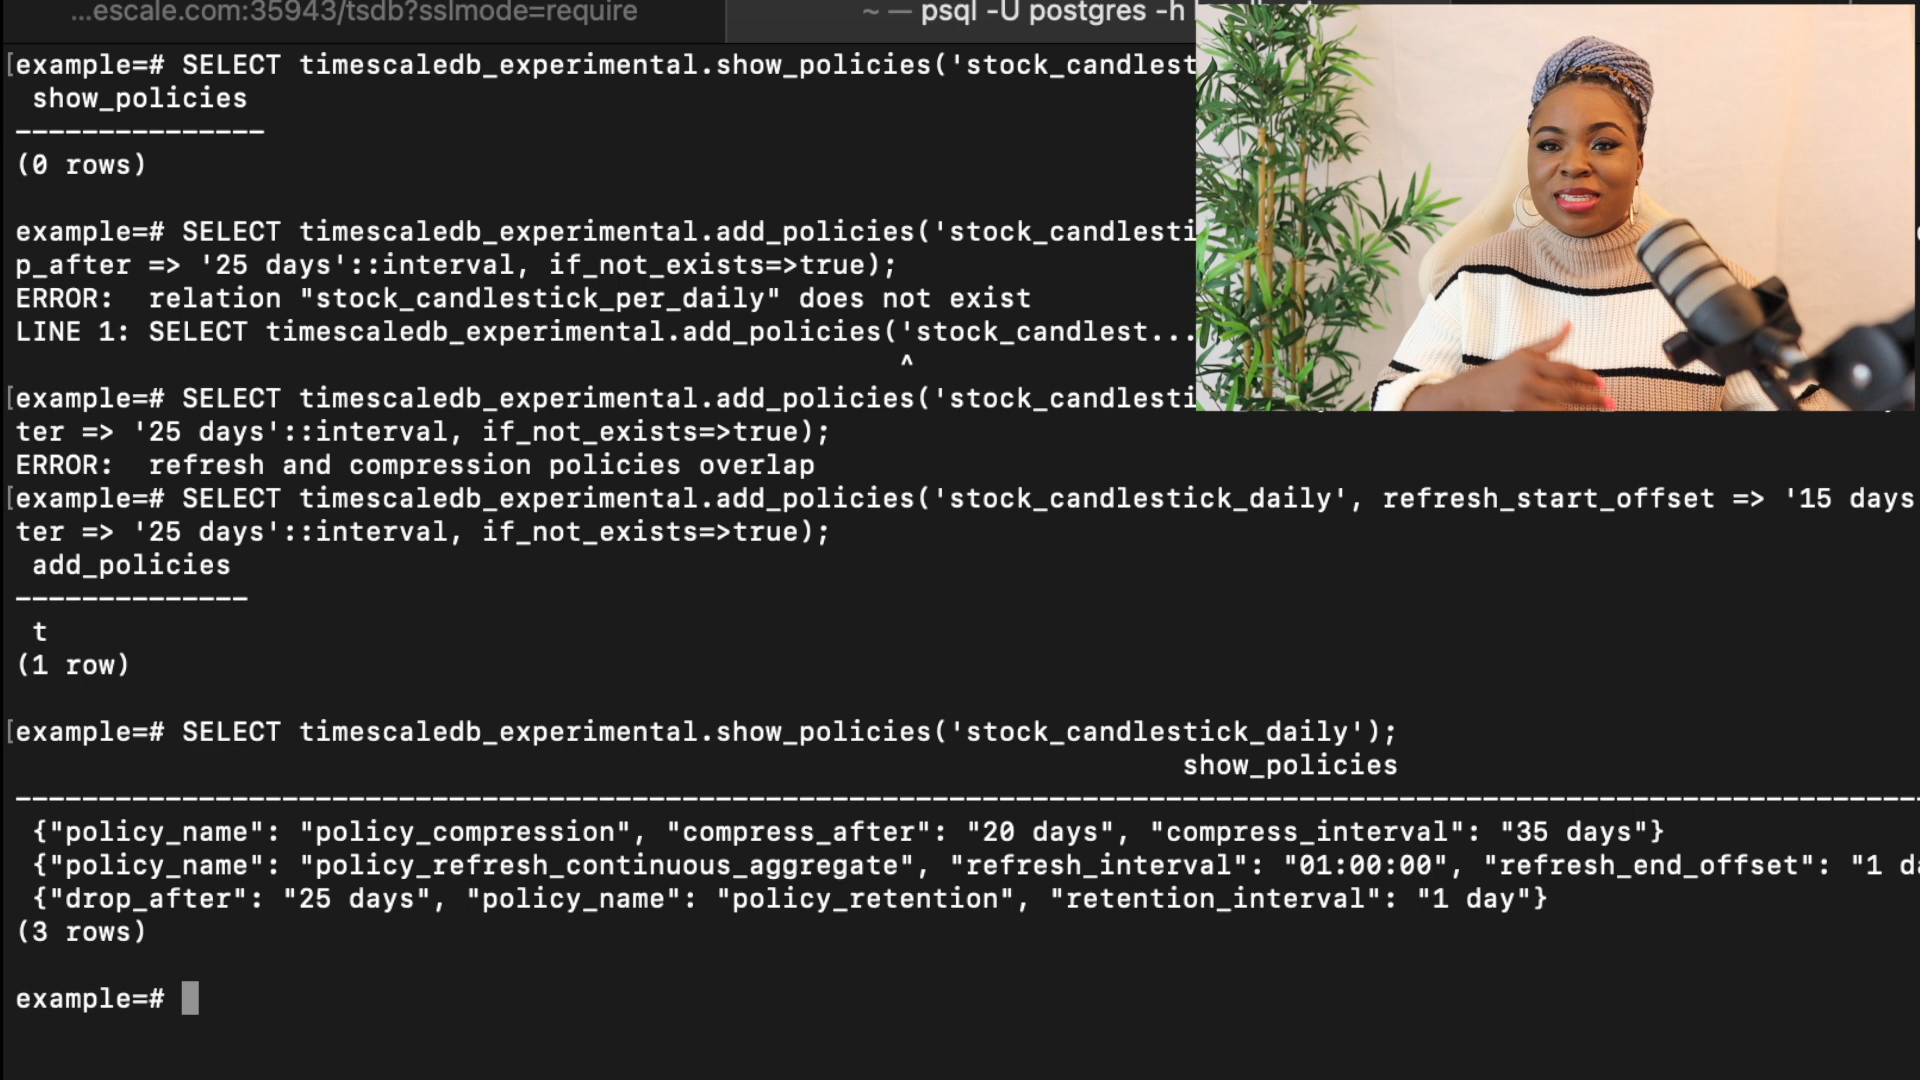 ...escale.com:35943/tsdb?sslmode=require
~ — psql -U postgres -h
example=# SELECT timescaledb_experimental.show_policies('stock_candlest
show_policies
---------------
(0 rows)
example=# SELECT timescaledb_experimental.add_policies('stock_candlesti
p_after => '25 days'::interval, if_not_exists=>true);
ERROR:  relation "stock_candlestick_per_daily" does not exist
LINE 1: SELECT timescaledb_experimental.add_policies('stock_candlest...
^
[example=# SELECT timescaledb_experimental.add_policies('stock_candlesti
ter => '25 days'::interval, if_not_exists=>true);
ERROR:  refresh and compression policies overlap
[example=# SELECT timescaledb_experimental.add_policies('stock_candlestick_daily', refresh_start_offset => '15 days
ter => '25 days'::interval, if_not_exists=>true);
add_policies
--------------
t
(1 row)
[example=# SELECT timescaledb_experimental.show_policies('stock_candlestick_daily');
show_policies
{"policy_name": "policy_compression", "compress_after": "20 days", "compress_interval": "35 days"}
{"policy_name": "policy_refresh_continuous_aggregate", "refresh_interval": "01:00:00", "refresh_end_offset": "1 da
{"drop_after": "25 days", "policy_name": "policy_retention", "retention_interval": "1 day"}
(3 rows)
example=#